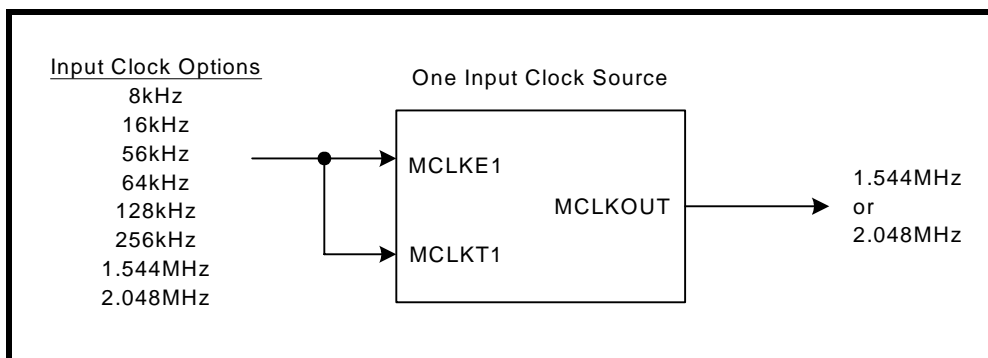 Input Clock Options
8kHz
16kHz
56kHz
64kHz
128kHz
256kHz
1.544MHz
2.048MHz
One Input Clock Source
MCLKE1
MCLKT1
MCLKOUT
1.544MHz
or
2.048MHz